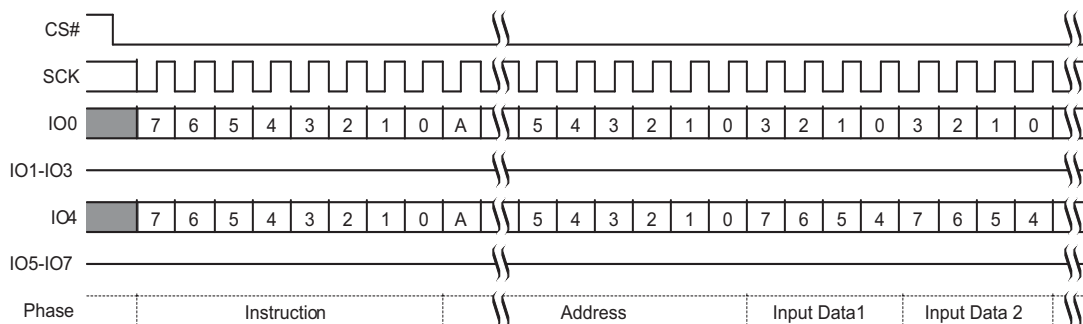 CS#
SCK
IO0 7 6 5 4 3 2 1 0 A 5 4 3 2 1 0 3 2 1 0 3 2 1 0
IO1-IO3
IO4 7 6 5 4 3 2 1 0 A 5 4 3 2 1 0 7 6 5 4 7 6 5 4
IO5-IO7
Phase Instruction Address Input Data1 Input Data 2